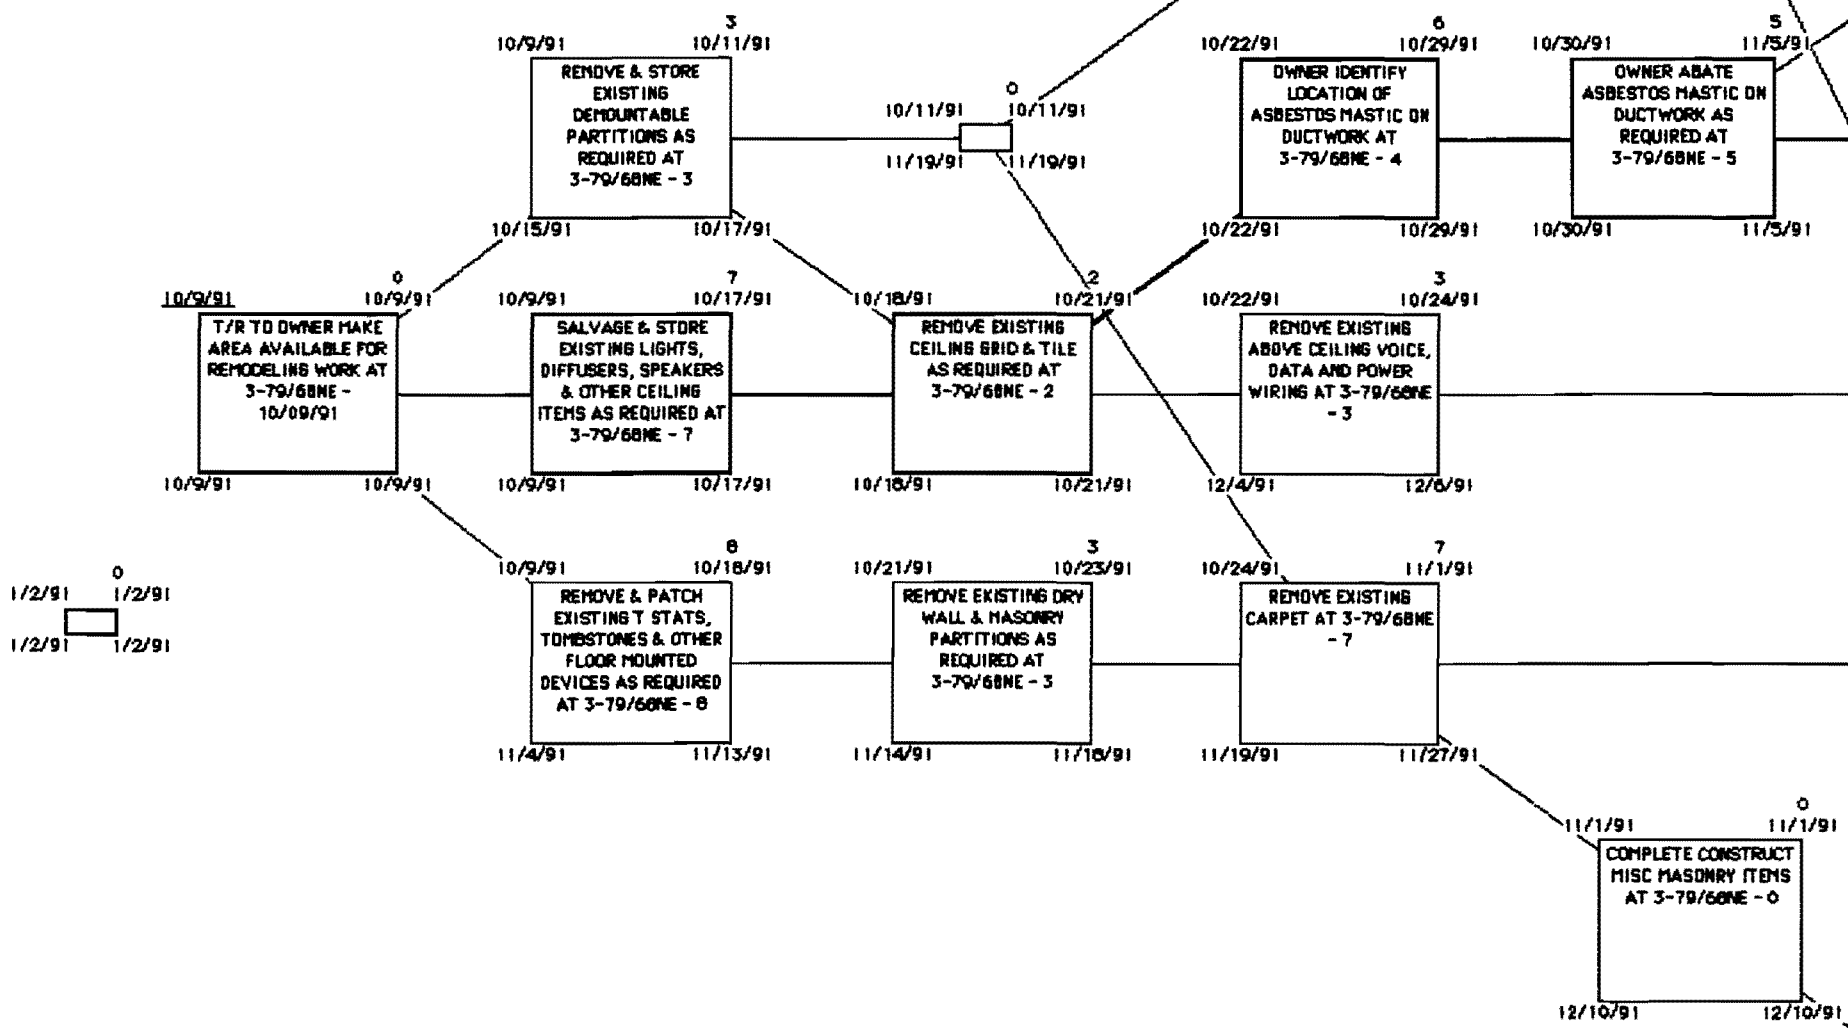 3
10/9/91 10/11/91
REMOVE & STORE
EXISTING
DEMOUNTABLE
PARTITIONS AS
REQUIRED AT
3-79/68NE - 3
10/15/91 10/17/91
0
10/11/91 10/11/91
11/19/91 11/19/91
6
10/22/91 10/29/91
OWNER IDENTIFY
LOCATION OF
ASBESTOS MASTIC ON
DUCTWORK AT
3-79/68NE - 4
10/22/91 10/29/91
5
10/30/91 11/5/91
OWNER ABATE
ASBESTOS MASTIC ON
DUCTWORK AS
REQUIRED AT
3-79/68NE - 5
10/30/91 11/5/91
0
10/9/91 10/9/91
T/R TO OWNER MAKE
AREA AVAILABLE FOR
REMODELING WORK AT
3-79/68NE -
10/09/91
10/9/91 10/9/91
7
10/9/91 10/17/91
SALVAGE & STORE
EXISTING LIGHTS,
DIFFUSERS, SPEAKERS
& OTHER CEILING
ITEMS AS REQUIRED AT
3-79/68NE - 7
10/9/91 10/17/91
2
10/18/91 10/21/91
REMOVE EXISTING
CEILING GRID & TILE
AS REQUIRED AT
3-79/68NE - 2
10/18/91 10/21/91
3
10/22/91 10/24/91
REMOVE EXISTING
ABOVE CEILING VOICE,
DATA AND POWER
WIRING AT 3-79/68NE
- 3
12/4/91 12/6/91
0
1/2/91 1/2/91
1/2/91 1/2/91
8
10/9/91 10/18/91
REMOVE & PATCH
EXISTING T STATS,
TOMBSTONES & OTHER
FLOOR MOUNTED
DEVICES AS REQUIRED
AT 3-79/68NE - 8
11/4/91 11/13/91
3
10/21/91 10/23/91
REMOVE EXISTING DRY
WALL & MASONRY
PARTITIONS AS
REQUIRED AT
3-79/68NE - 3
11/14/91 11/18/91
7
10/24/91 11/1/91
REMOVE EXISTING
CARPET AT 3-79/68NE
- 7
11/19/91 11/27/91
0
11/1/91 11/1/91
COMPLETE CONSTRUCT
MISC MASONRY ITEMS
AT 3-79/68NE - 0
12/10/91 12/10/91